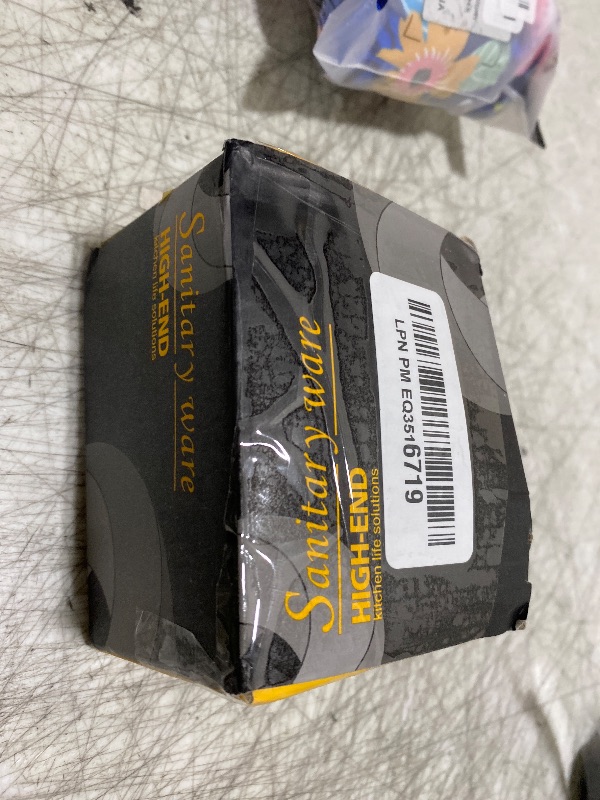 Sanitary ware
HIGH-END
kitchen life solutions
Sanitary ware
HIGH-END
kitchen life solutions
LPN PM EQ3516719